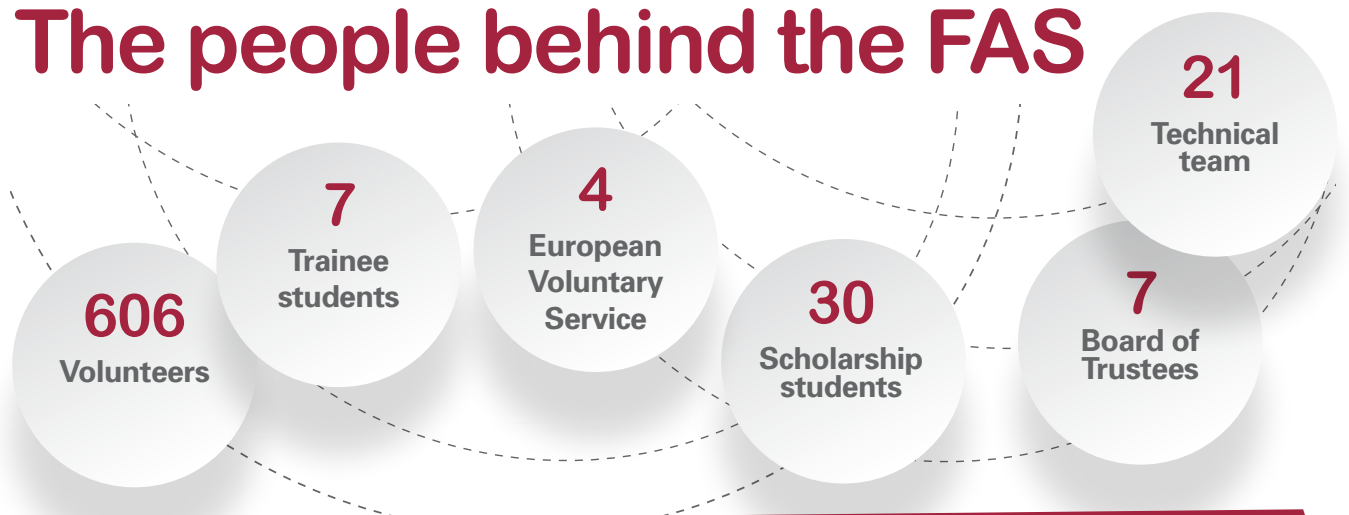 The people behind the FAS
606
Volunteers
7
Trainee
students
4
European
Voluntary
Service
30
Scholarship
students
7
Board of
Trustees
21
Technical
team